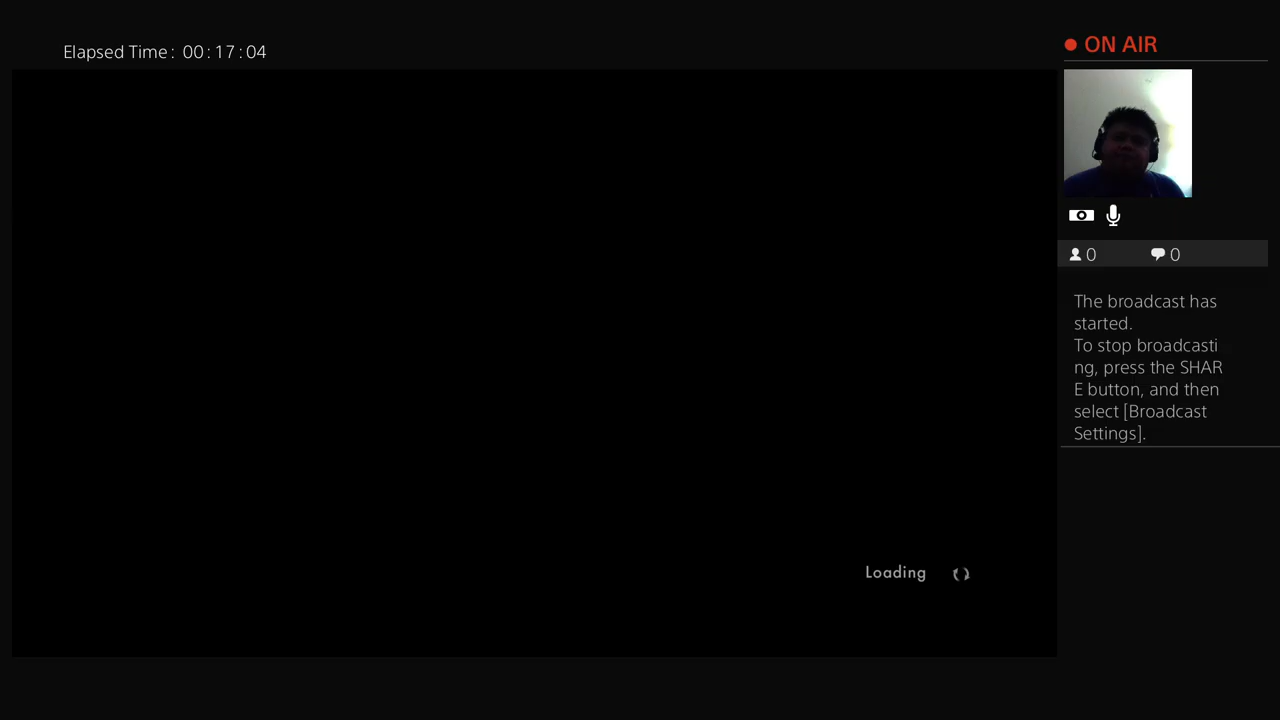 Elapsed Time: 00:17:04
ON AIR
0 0
The broadcast has
started.
To stop broadcasti
ng, press the SHAR
E button, and then
select [Broadcast
Settings].
Loading